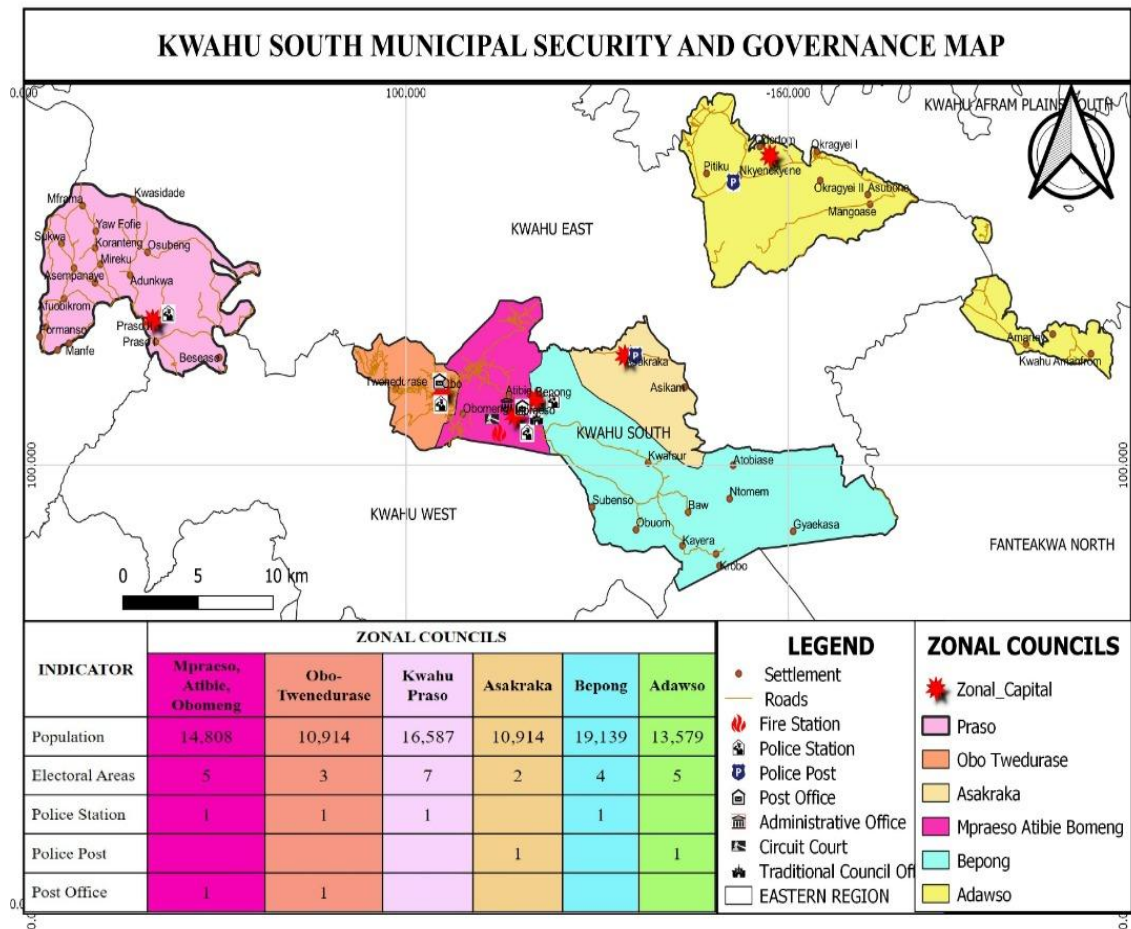 KWAHU SOUTH MUNICIPAL SECURITY AND GOVERNANCE MAP
0.000
100.000
-150.000
KWAHU AFRAM PLAINS SOUTH
Okragyei I
Pitiku
Nkyenekyene
Okragyei II
Asubone
Mangoase
Kwasidade
Mframa
Yaw Fofie
Sukwa
Koranteng
Osubeng
Mireku
Asempanaye
Adunkwa
Afuobikrom
Praso
Praso
Manfe
Besease
KWAHU EAST
Amartey
Kwahu Amanfrom
Twenedurase
Obo
Atibie
Bepong
Obomeng
Asikam
KWAHU SOUTH
Kwafour
Atobiase
100.000
100.000
Subenso
Ntomem
Baw
Obuom
Gyaekasa
Kayera
Krobo
KWAHU WEST
FANTEAKWA NORTH
0 5 10 km
INDICATOR
ZONAL COUNCILS
Mpraeso, Atibie, Obomeng
Obo-Twenedurase
Kwahu Praso
Asakraka
Bepong
Adawso
Population 14,808 10,914 16,587 10,914 19,139 13,579
Electoral Areas 5 3 7 2 4 5
Police Station 1 1 1 1
Police Post 1 1
Post Office 1 1
LEGEND
Settlement
Roads
Fire Station
Police Station
Police Post
Post Office
Administrative Office
Circuit Court
Traditional Council Off
EASTERN REGION
ZONAL COUNCILS
Zonal_Capital
Praso
Obo Twedurase
Asakraka
Mpraeso Atibie Bomeng
Bepong
Adawso